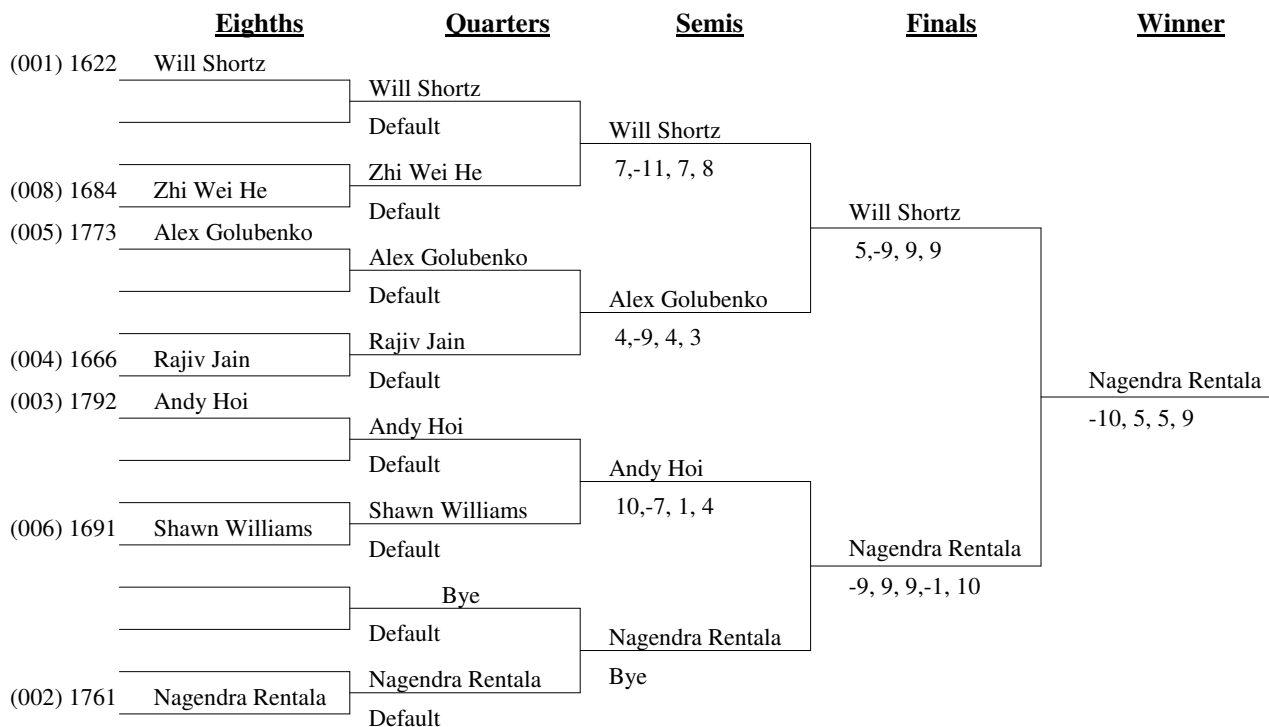 Eighths Quarters Semis Finals Winner
(001) 1622 Will Shortz
Will Shortz
Default
Will Shortz
7,-11, 7, 8
(008) 1684 Zhi Wei He
Zhi Wei He
Default
Will Shortz
5,-9, 9, 9
(005) 1773 Alex Golubenko
Alex Golubenko
Default
Alex Golubenko
4,-9, 4, 3
(004) 1666 Rajiv Jain
Rajiv Jain
Default
Nagendra Rentala
-10, 5, 5, 9
(003) 1792 Andy Hoi
Andy Hoi
Default
Andy Hoi
10,-7, 1, 4
(006) 1691 Shawn Williams
Shawn Williams
Default
Nagendra Rentala
-9, 9, 9,-1, 10
Bye
Default
Nagendra Rentala
Bye
(002) 1761 Nagendra Rentala
Nagendra Rentala
Default